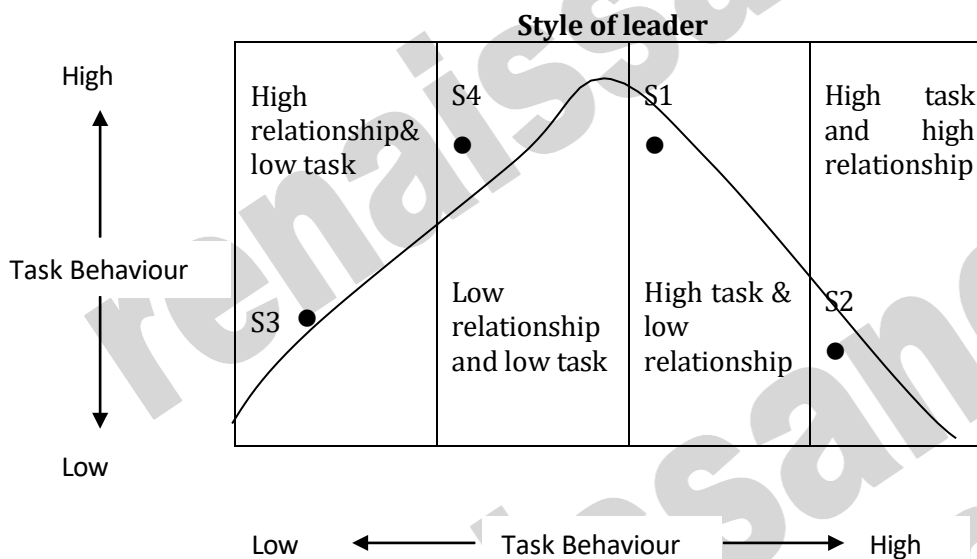 Style of leader
High
High
relationship&
low task
S4
S1
High task
and high
relationship
Task Behaviour
S3
Low
relationship
and low task
High task &
low
relationship
S2
Low
Low
Task Behaviour
High
renaissa